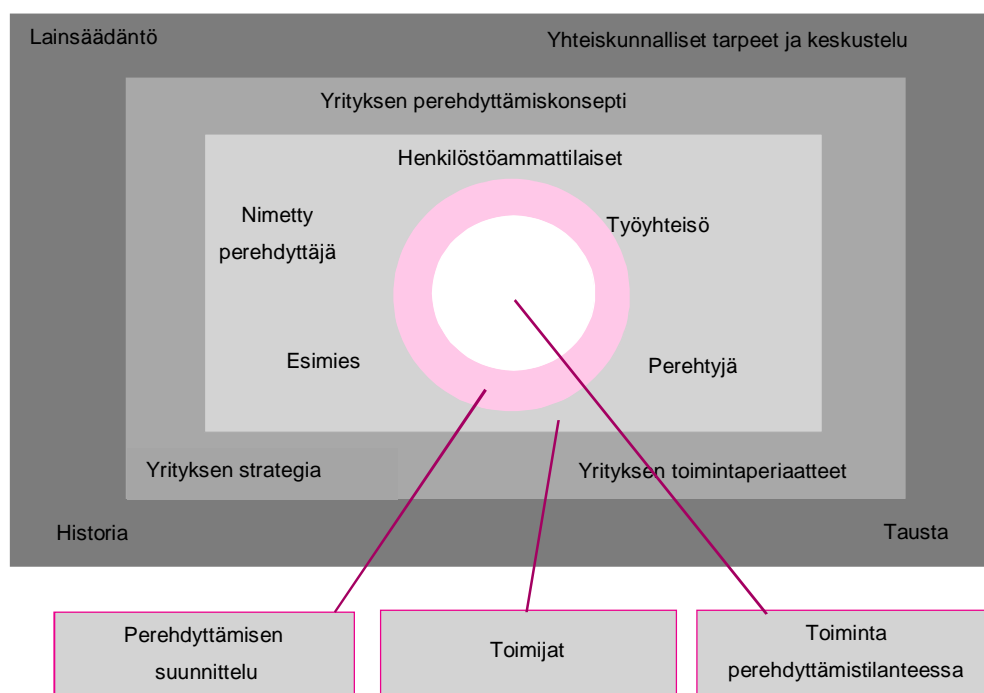 Lainsäädäntö
Yhteiskunnalliset tarpeet ja keskustelu
Yrityksen perehdyttämiskonsepti
Henkilöstöammattilaiset
Nimetty
perehdyttäjä
Työyhteisö
Esimies
Perehtyjä
Yrityksen strategia
Yrityksen toimintaperiaatteet
Historia
Tausta
Perehdyttämisen
suunnittelu
Toimijat
Toiminta
perehdyttämistilanteessa